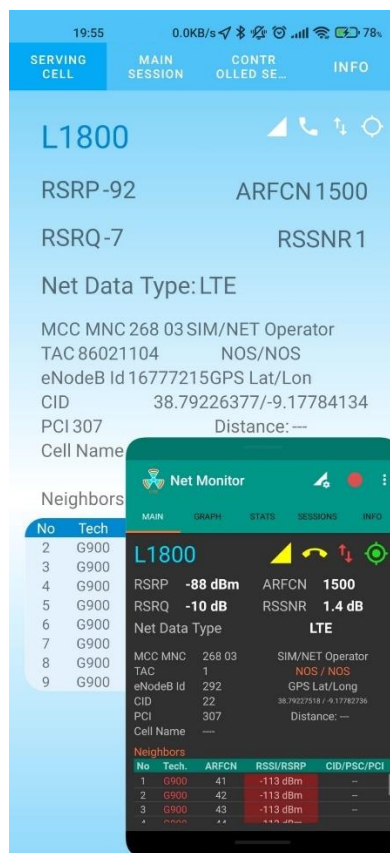 19:55 0.0KB/s 78%
SERVING CELL MAIN SESSION CONTR OLLED SE... INFO
L1800
RSRP -92 ARFCN 1500
RSRQ -7 RSSNR 1
Net Data Type: LTE
MCC MNC 268 03 SIM/NET Operator
TAC 86021104 NOS/NOS
eNodeB Id 16777215 GPS Lat/Lon
CID 38.79226377/-9.17784134
PCI 307 Distance: ---
Cell Name
Neighbors
No Tech
2 G900
3 G900
4 G900
5 G900
6 G900
7 G900
8 G900
9 G900
Net Monitor
MAIN GRAPH STATS SESSIONS INFO
L1800
RSRP -88 dBm ARFCN 1500
RSRQ -10 dB RSSNR 1.4 dB
Net Data Type LTE
MCC MNC 268 03 SIM/NET Operator
TAC 1 NOS / NOS
eNodeB Id 292 GPS Lat/Long
CID 22 38.79227518 / -9.17782736
PCI 307 Distance: ---
Cell Name ---
Neighbors
No Tech. ARFCN RSSI/RSRP CID/PSC/PCI
1 G900 41 -113 dBm --
2 G900 42 -113 dBm --
3 G900 43 -113 dBm --